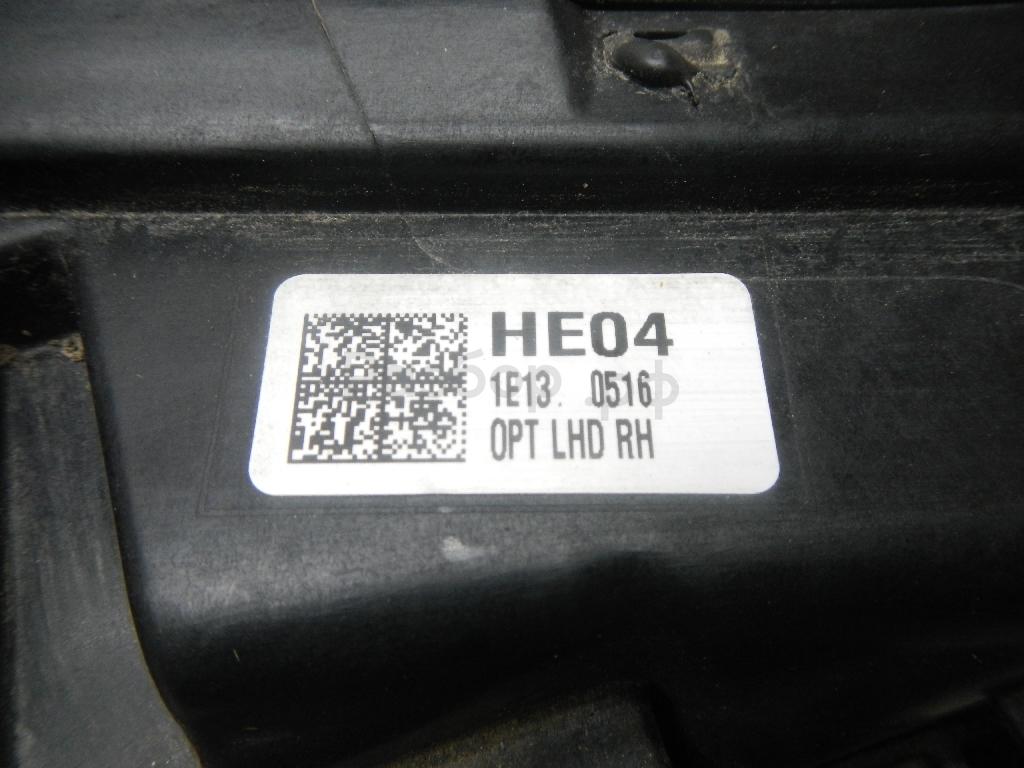 HE04
1E13. 0516
OPT LHD RH